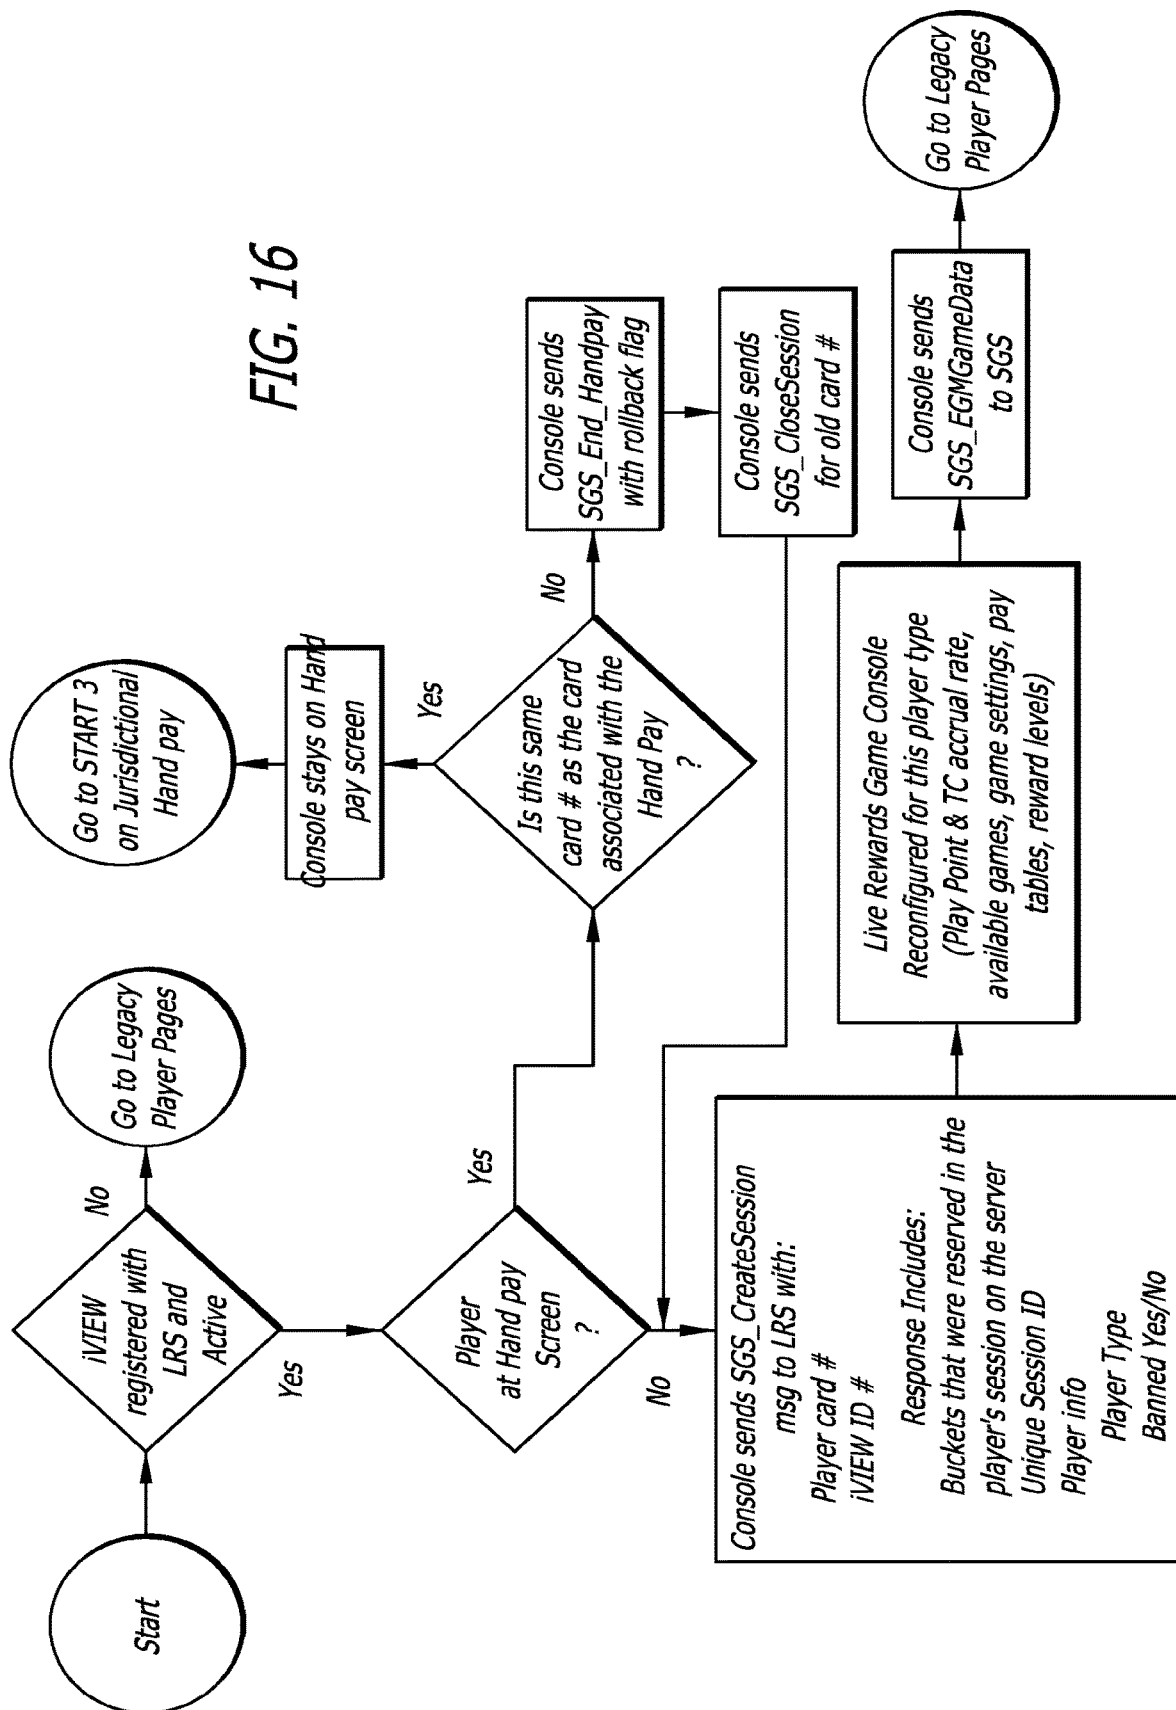 FIG. 16
Start
iVIEW
registered with
LRS and
Active
No
Go to Legacy
Player Pages
Yes
Player
at Hand pay
Screen
?
Yes
No
Is this same
card # as the card
associated with the
Hand Pay
?
Yes
Console stays on Hand
pay screen
Go to START 3
on Jurisdictional
Hand pay
No
Console sends
SGS_End_Handpay
with rollback flag
Console sends
SGS_CloseSession
for old card #
Console sends SGS_CreateSession
msg to LRS with:
Player card #
iVIEW ID #
Response Includes:
Buckets that were reserved in the
player's session on the server
Unique Session ID
Player info
Player Type
Banned Yes/No
Live Rewards Game Console
Reconfigured for this player type
(Play Point & TC accrual rate,
available games, game settings, pay
tables, reward levels)
Console sends
SGS_EGMGameData
to SGS
Go to Legacy
Player Pages